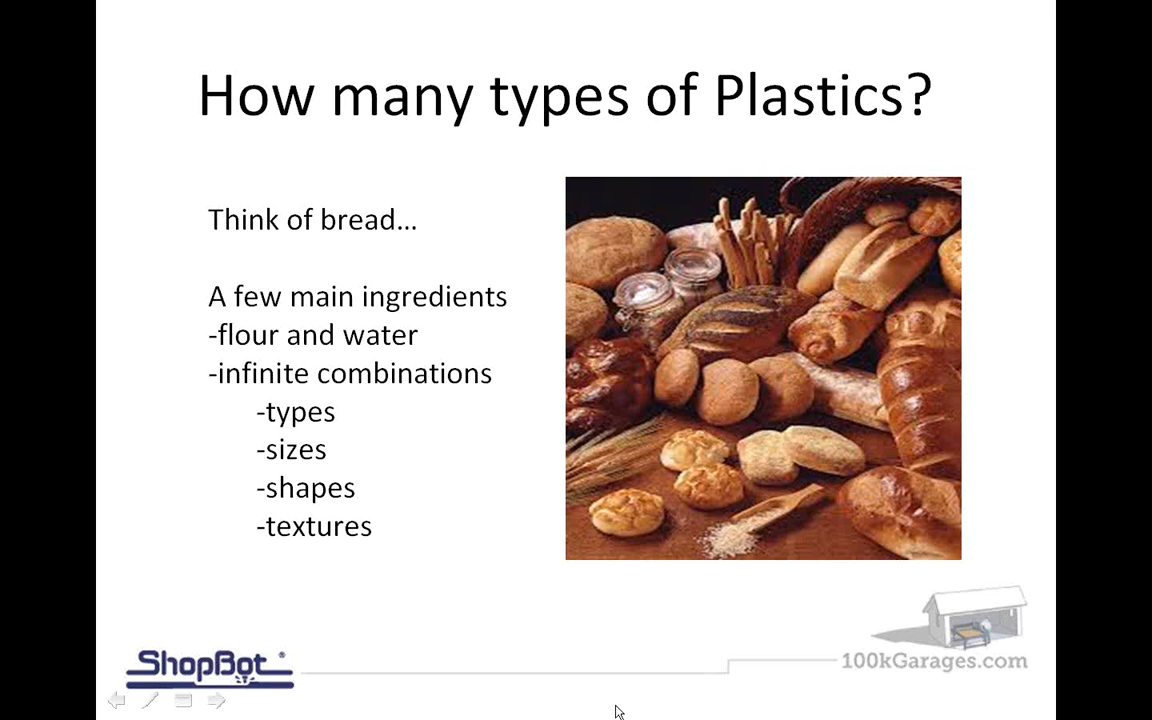 How many types of Plastics?
Think of bread...
A few main ingredients
-flour and water
-infinite combinations
-types
-sizes
-shapes
-textures
ShopBot®
100kGarages.com